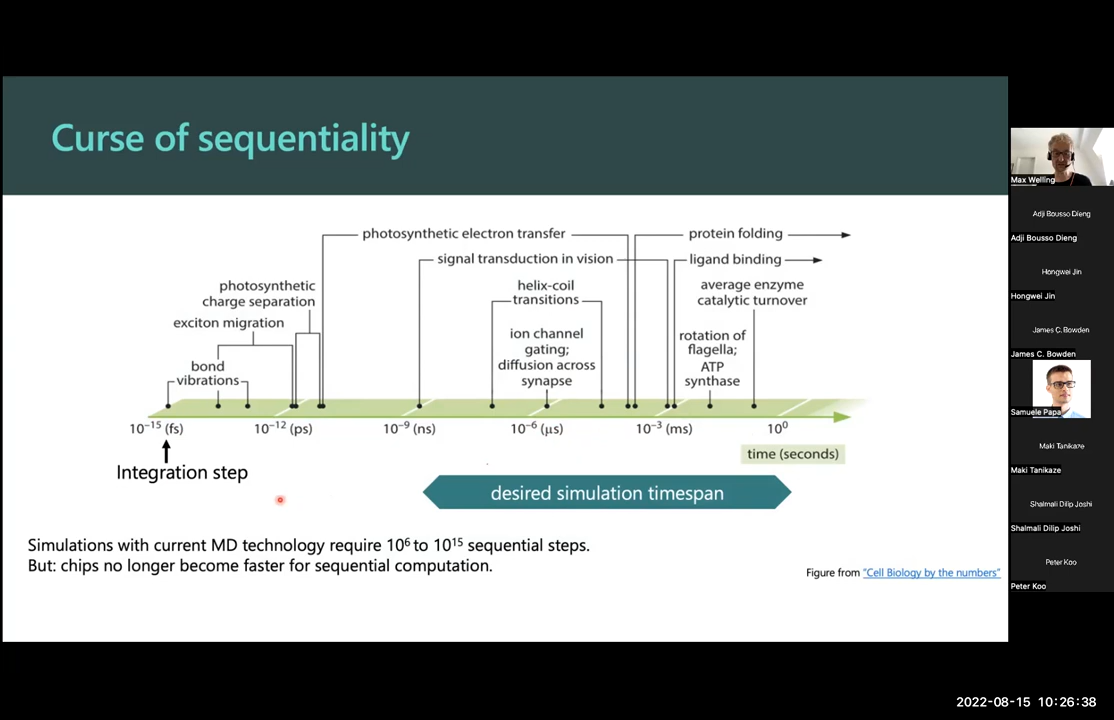 Curse of sequentiality
photosynthetic electron transfer
protein folding
signal transduction in vision
ligand binding
photosynthetic
charge separation
helix-coil
transitions
average enzyme
catalytic turnover
exciton migration
ion channel
gating;
diffusion across
synapse
rotation of
flagella;
ATP
synthase
bond
vibrations
10⁻¹⁵ (fs)
10⁻¹² (ps)
10⁻⁹ (ns)
10⁻⁶ (µs)
10⁻³ (ms)
10⁰
time (seconds)
Integration step
desired simulation timespan
Simulations with current MD technology require 10⁶ to 10¹⁵ sequential steps.
But: chips no longer become faster for sequential computation.
Figure from "Cell Biology by the numbers"
Max Welling
Adji Bousso Dieng
Adji Bousso Dieng
Hongwei Jin
Hongwei Jin
James C. Bowden
James C. Bowden
Samuele Papa
Maki Tanikaze
Maki Tanikaze
Shalmali Dilip Joshi
Shalmali Dilip Joshi
Peter Koo
Peter Koo
2022-08-15 10:26:38